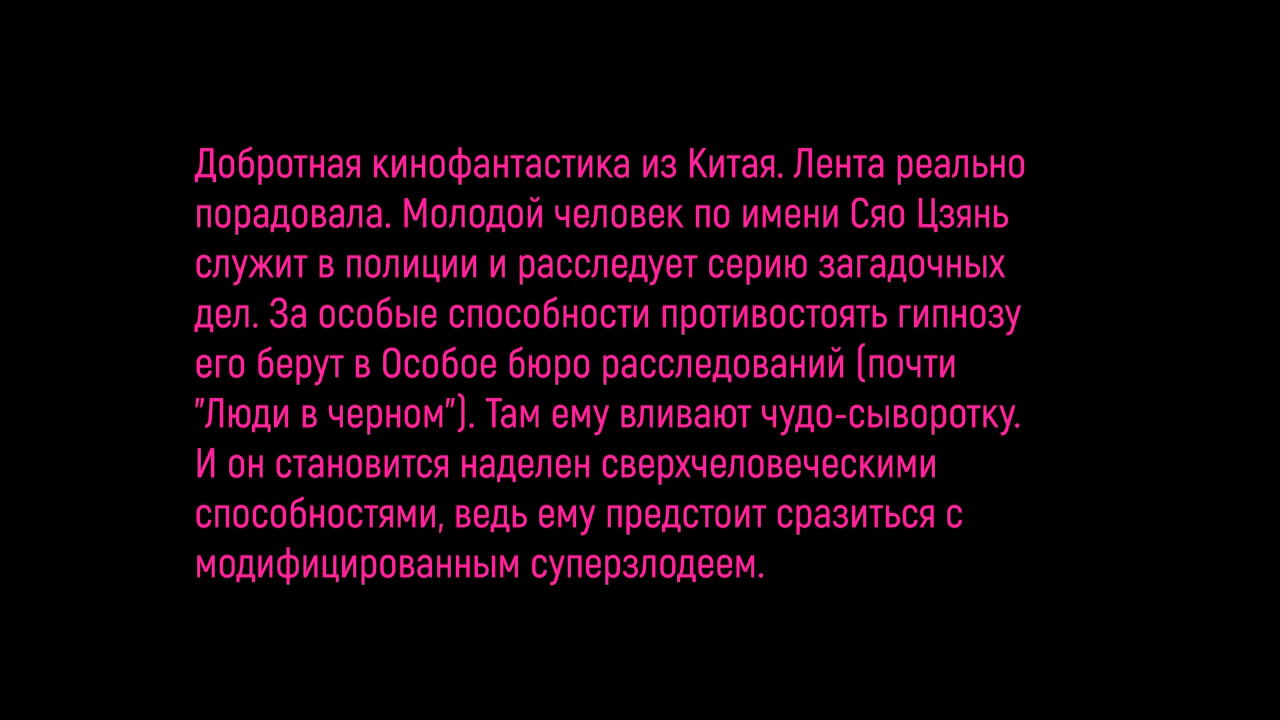 Добротная кинофантастика из Китая. Лента реально
порадовала. Молодой человек по имени Сяо Цзянь
служит в полиции и расследует серию загадочных
дел. За особые способности противостоять гипнозу
его берут в Особое бюро расследований (почти
"Люди в черном"). Там ему вливают чудо-сыворотку.
И он становится наделен сверхчеловеческими
способностями, ведь ему предстоит сразиться с
модифицированным суперзлодеем.